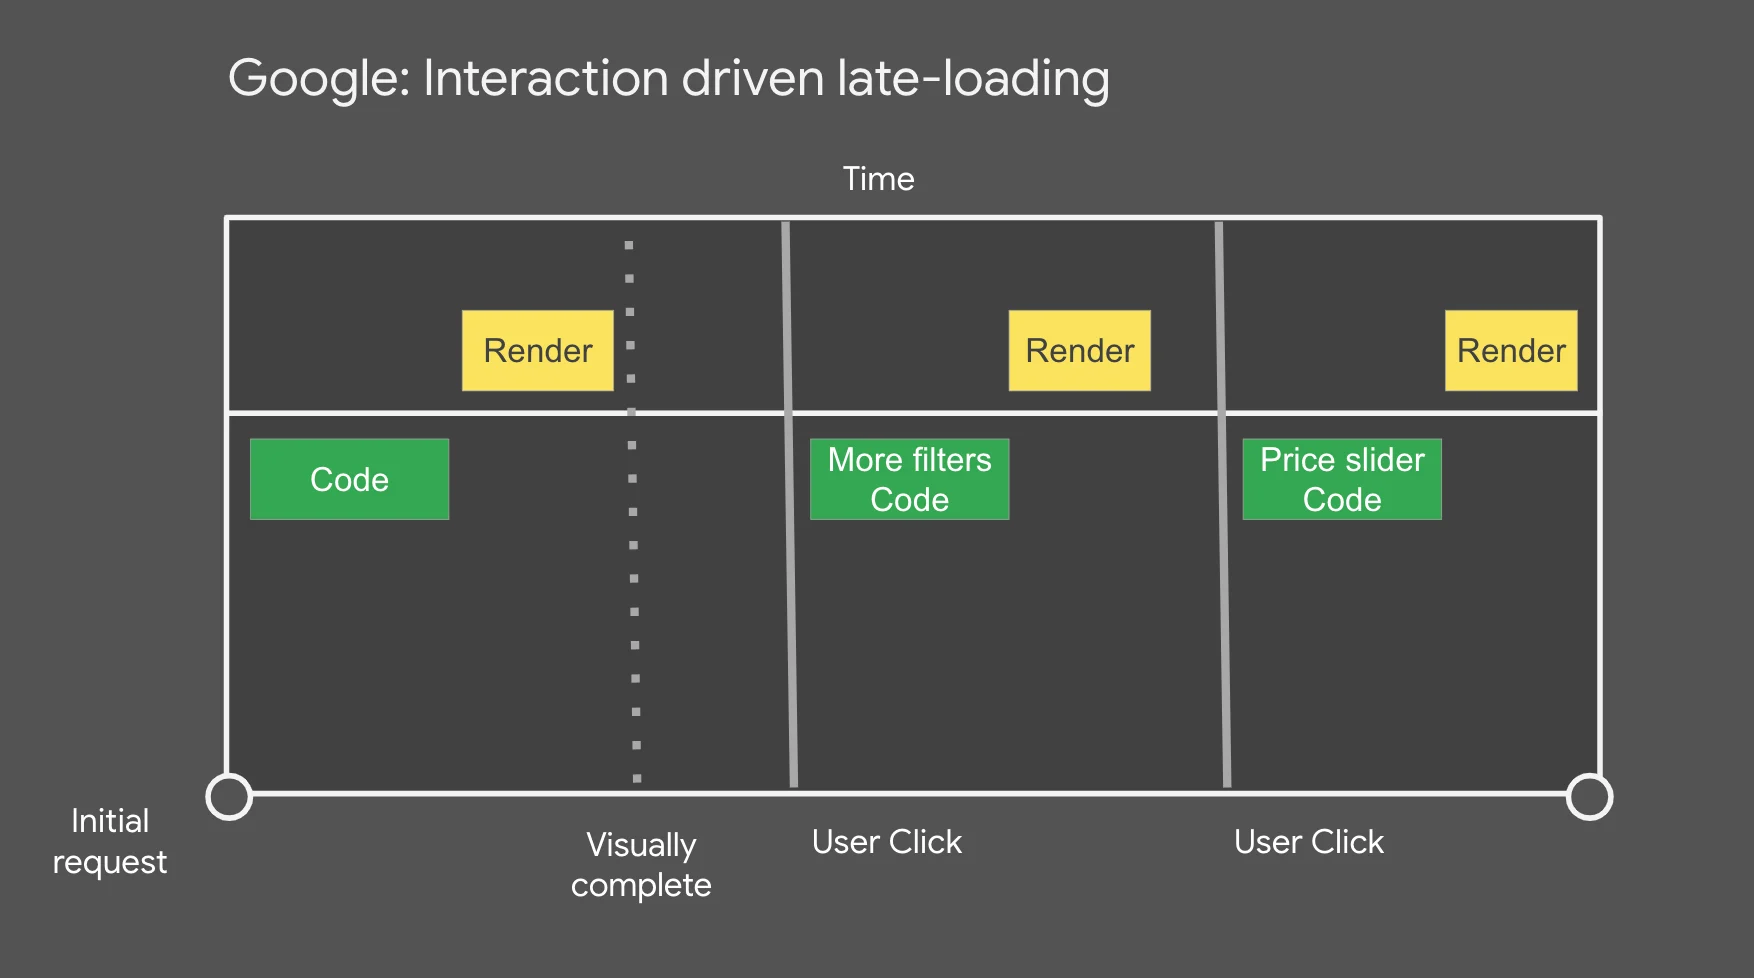 Google: Interaction driven late-loading
Time
Render
Render
Render
Code
More filters
Code
Price slider
Code
Initial
request
Visually
complete
User Click
User Click